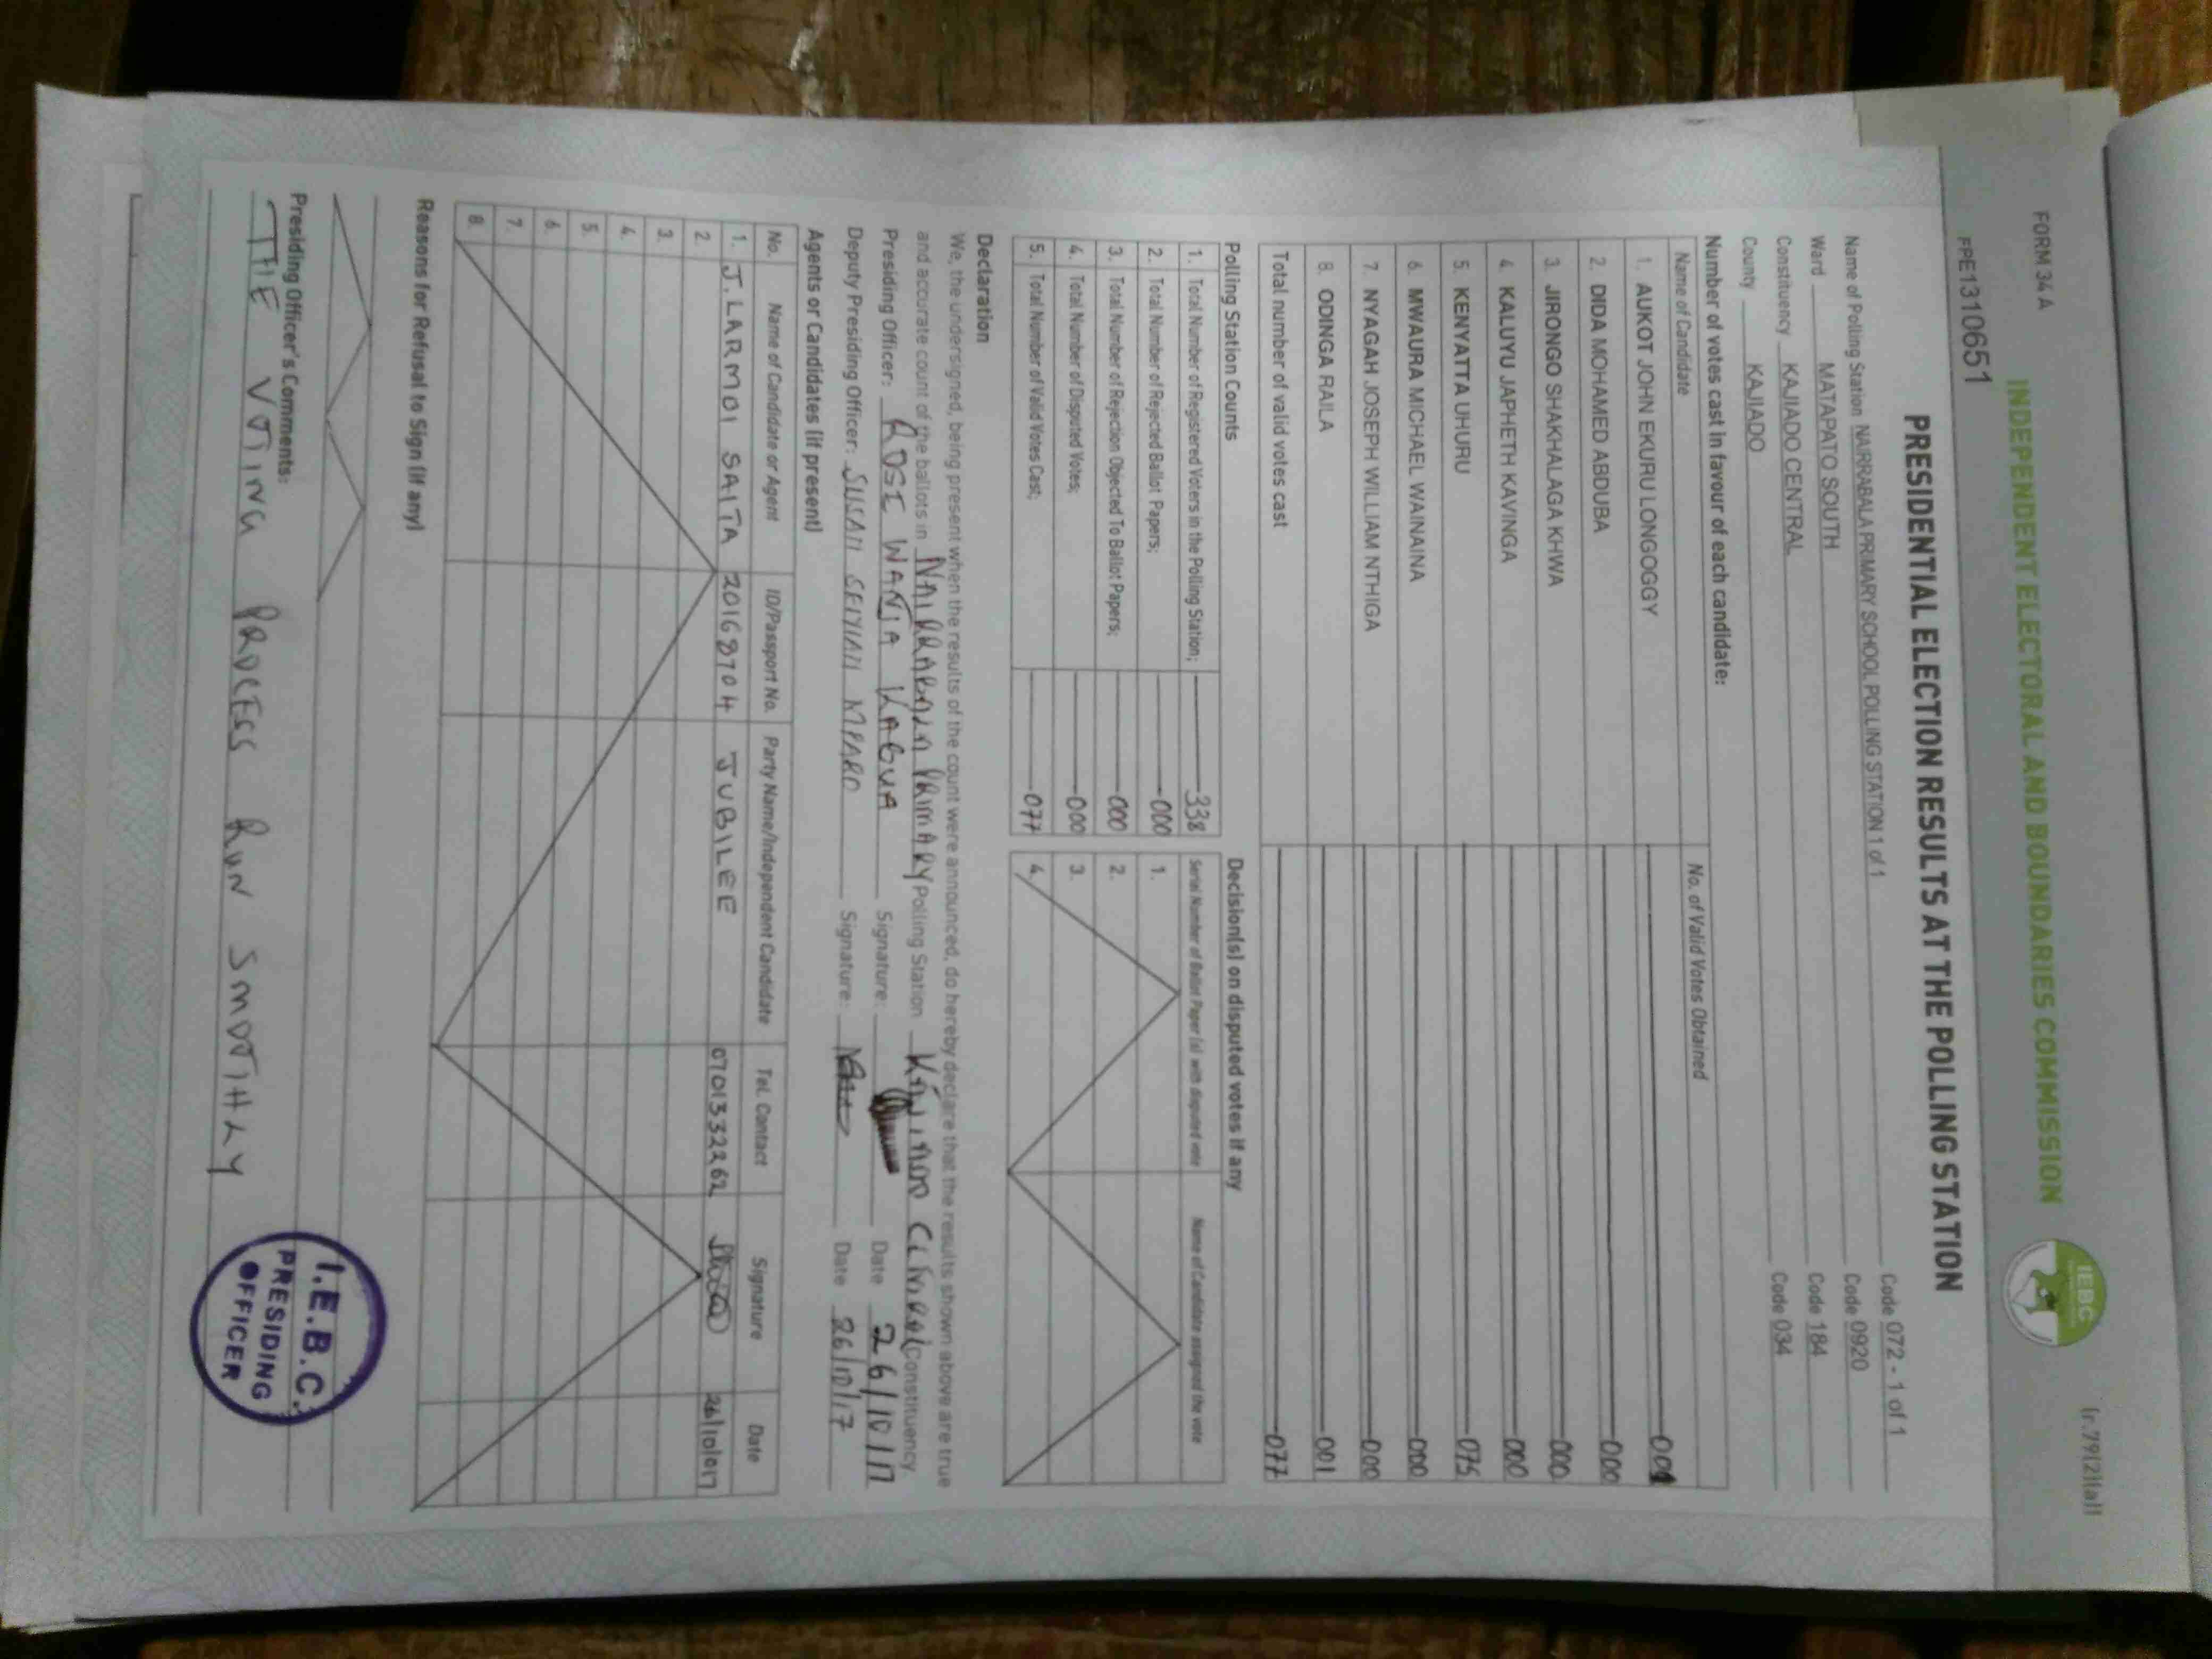 FORM 34 A
(r.79(2)(a))
INDEPENDENT ELECTORAL AND BOUNDARIES COMMISSION
IEBC
FPE1310651
PRESIDENTIAL ELECTION RESULTS AT THE POLLING STATION
Name of Polling Station NAIRRABALA PRIMARY SCHOOL POLLING STATION 1 of 1 Code 072 - 1 of 1
Ward MATAPATO SOUTH Code 0920
Constituency KAJIADO CENTRAL Code 184
County KAJIADO Code 034
Number of votes cast in favour of each candidate:
Name of Candidate No. of Valid Votes Obtained
1. AUKOT JOHN EKURU LONGOGGY 001
2. DIDA MOHAMED ABDUBA 000
3. JIRONGO SHAKHALAGA KHWA 000
4. KALUYU JAPHETH KAVINGA 000
5. KENYATTA UHURU 075
6. MWAURA MICHAEL WAINAINA 000
7. NYAGAH JOSEPH WILLIAM NTHIGA 000
8. ODINGA RAILA 001
Total number of valid votes cast 077
Polling Station Counts Decision(s) on disputed votes if any
1. Total Number of Registered Voters in the Polling Station; 338 Serial Number of Ballot Paper (s) with disputed vote Name of Candidate assigned the vote
2. Total Number of Rejected Ballot Papers; 000 1.
3. Total Number of Rejection Objected To Ballot Papers; 000 2.
4. Total Number of Disputed Votes; 000 3.
5. Total Number of Valid Votes Cast; 077 4.
Declaration
We, the undersigned, being present when the results of the count were announced, do hereby declare that the results shown above are true
and accurate count of the ballots in NAIRRABALA PRIMARY Polling Station Constituency
Presiding Officer: ROSE WANJA KAGUA Signature: Date 26/10/17
Deputy Presiding Officer: SUSAN Signature: Date 26/10/17
Agents or Candidates (if present)
No. Name of Candidate or Agent ID/Passport No. Party Name/Independent Candidate Tel. Contact Signature Date
1. J. LARMOI SAITA 20168704 JUBILEE 0701332262 26/10/017
2.
3.
4.
5.
6.
7.
8.
Reasons for Refusal to Sign (if any)
Presiding Officer's Comments:
THE VOTING PROCESS RUN SMOOTHLY
I.E.B.C.
PRESIDING
OFFICER